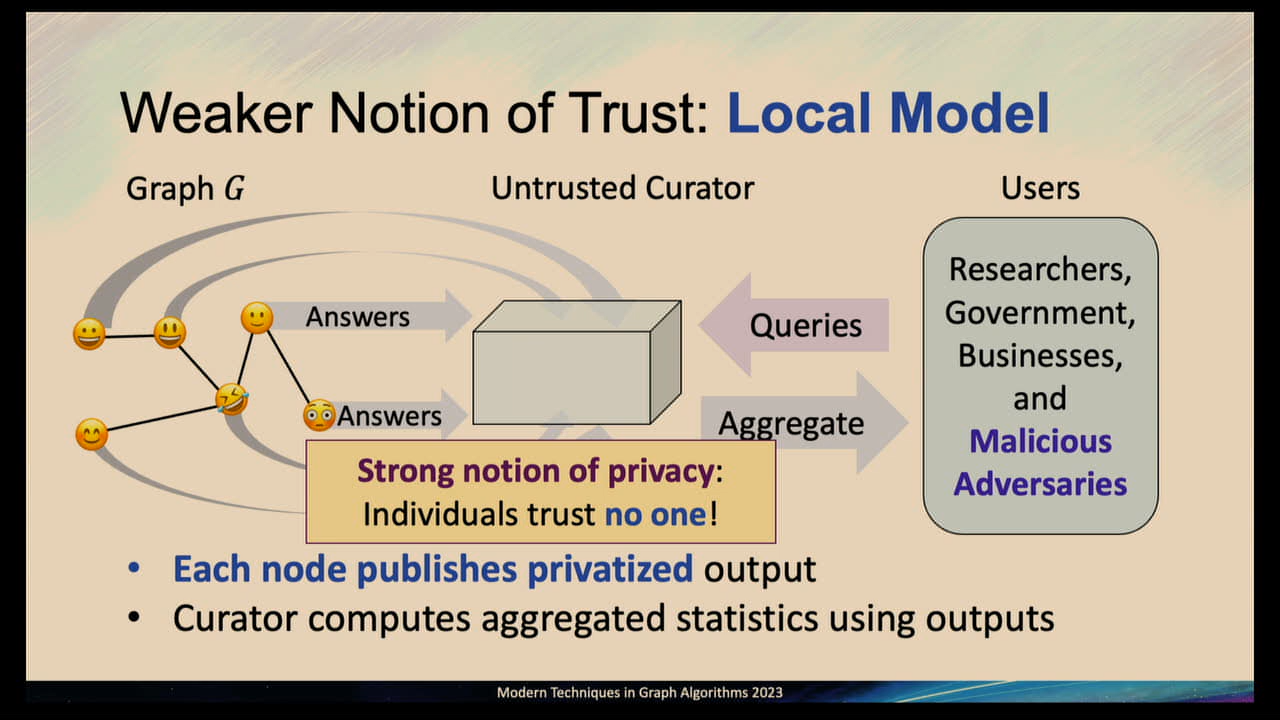 Weaker Notion of Trust: Local Model
Graph G
Untrusted Curator
Users
Answers
Answers
Queries
Aggregate
Researchers,
Government,
Businesses,
and
Malicious
Adversaries
Strong notion of privacy:
Individuals trust no one!
• Each node publishes privatized output
• Curator computes aggregated statistics using outputs
Modern Techniques in Graph Algorithms 2023